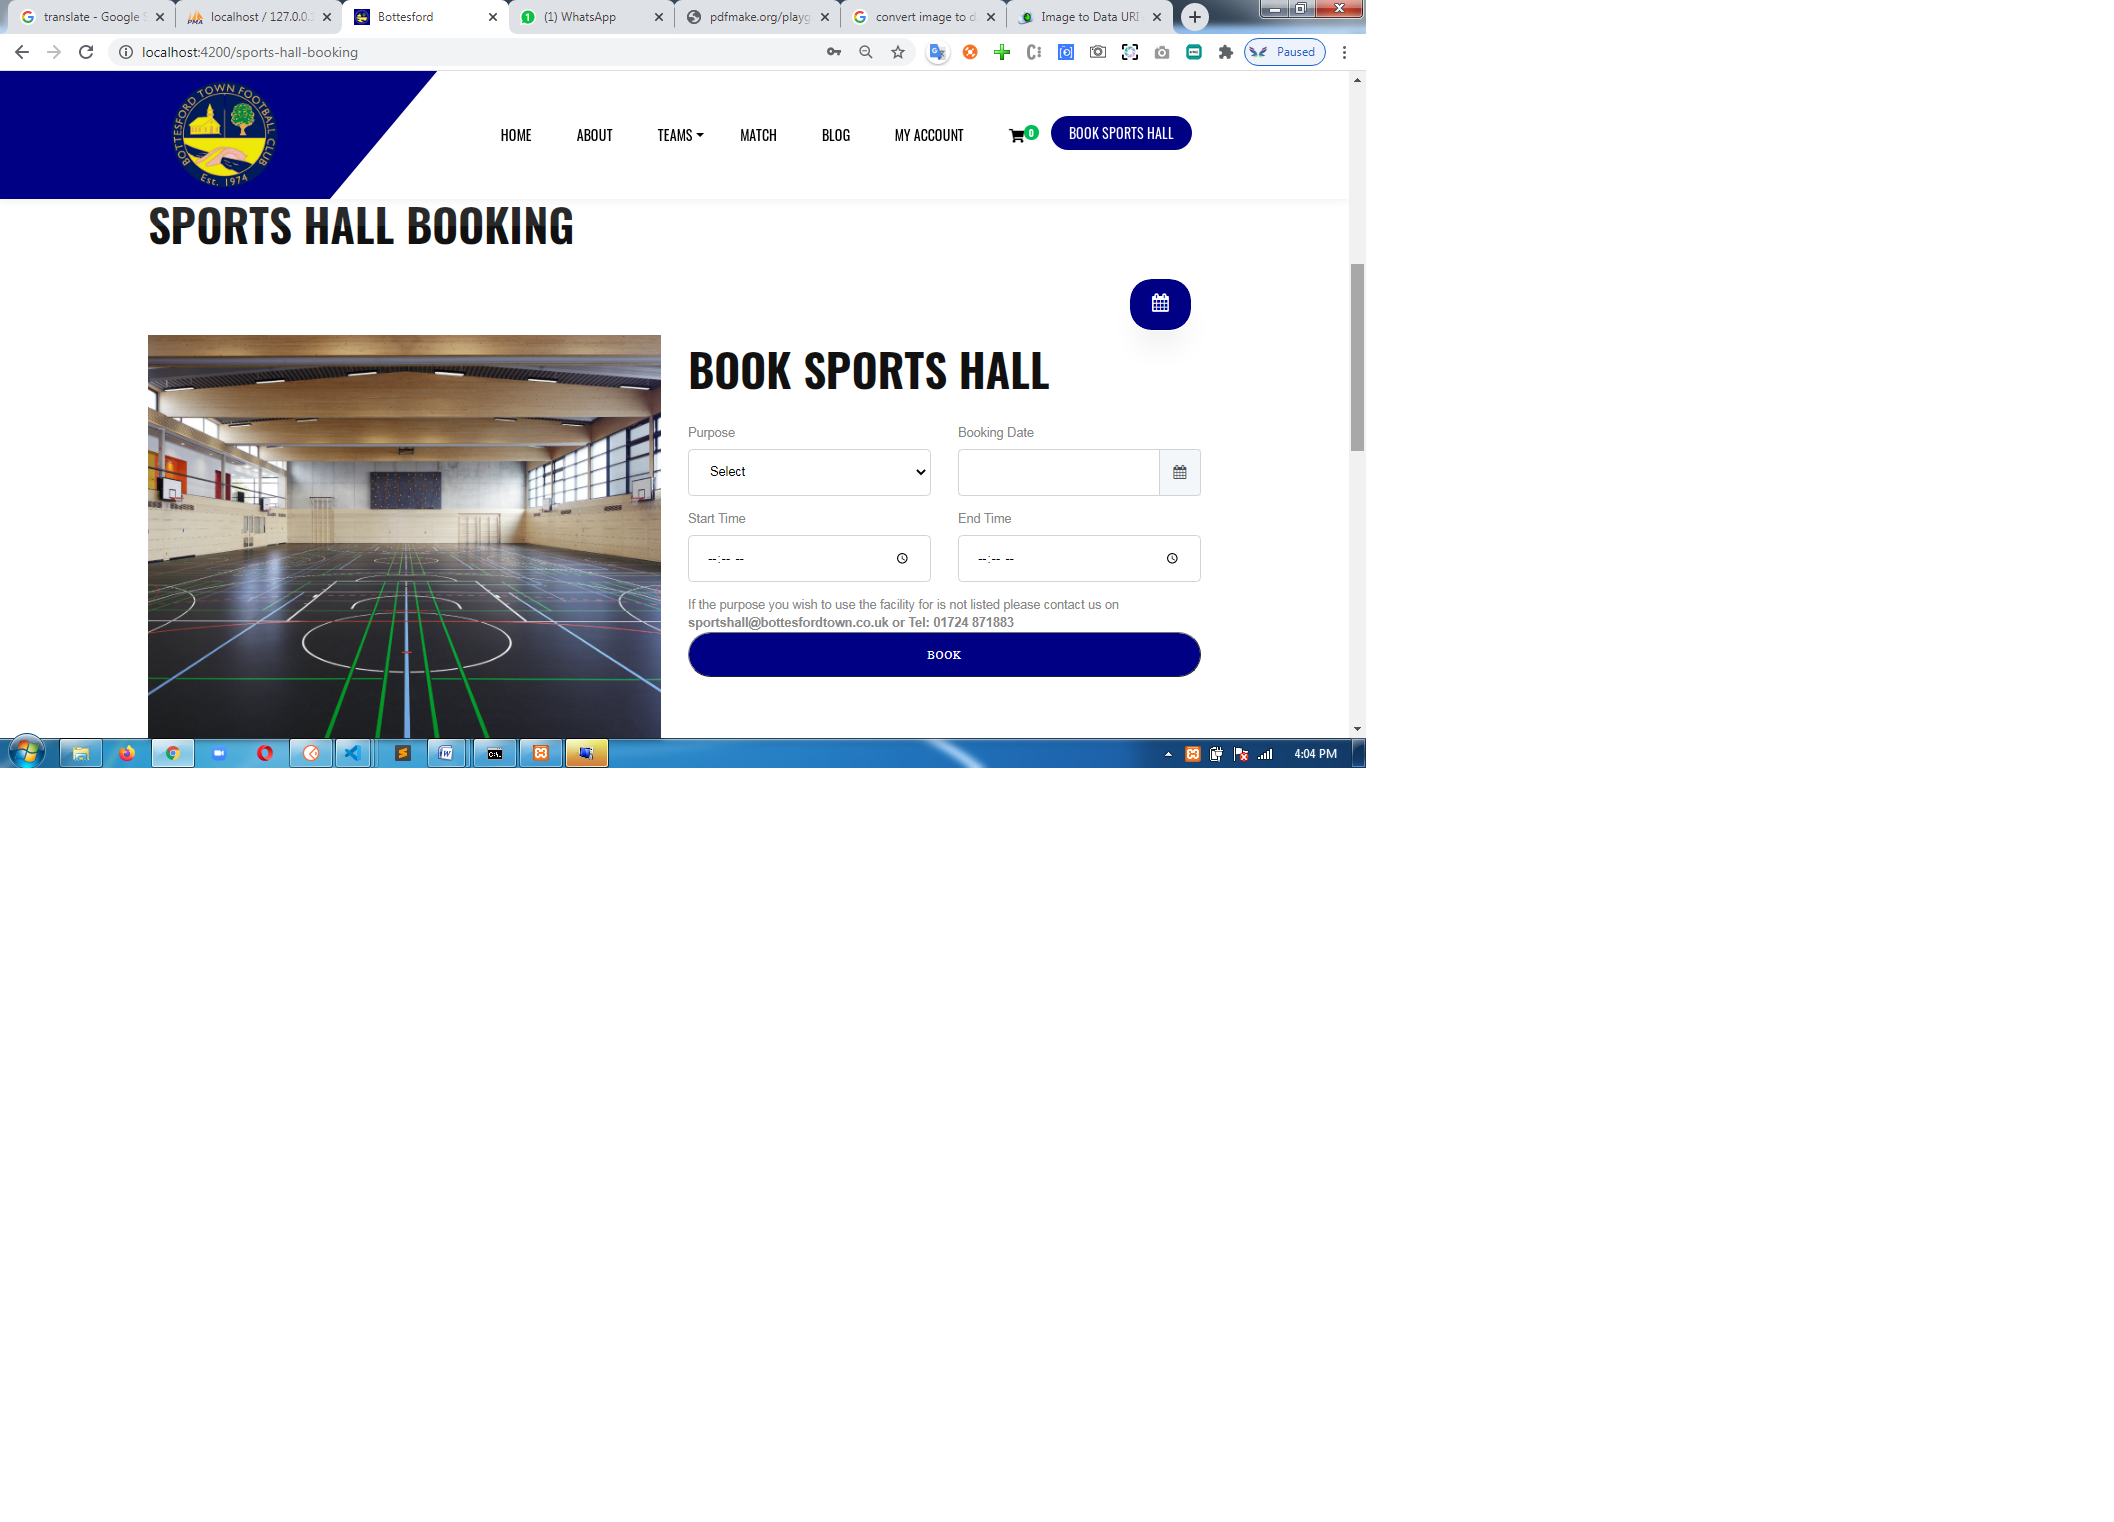 translate - Google
localhost / 127.0.0.
Bottesford
(1) WhatsApp
pdfmake.org/playg
convert image to d
Image to Data URI
localhost:4200/sports-hall-booking
Paused
BOTTESFORD TOWN FOOTBALL CLUB
Est. 1974
HOME
ABOUT
TEAMS
MATCH
BLOG
MY ACCOUNT
0
BOOK SPORTS HALL
SPORTS HALL BOOKING
BOOK SPORTS HALL
Purpose
Booking Date
Select
Start Time
End Time
--:-- --
--:-- --
If the purpose you wish to use the facility for is not listed please contact us on
sportshall@bottesfordtown.co.uk or Tel: 01724 871883
BOOK
4:04 PM